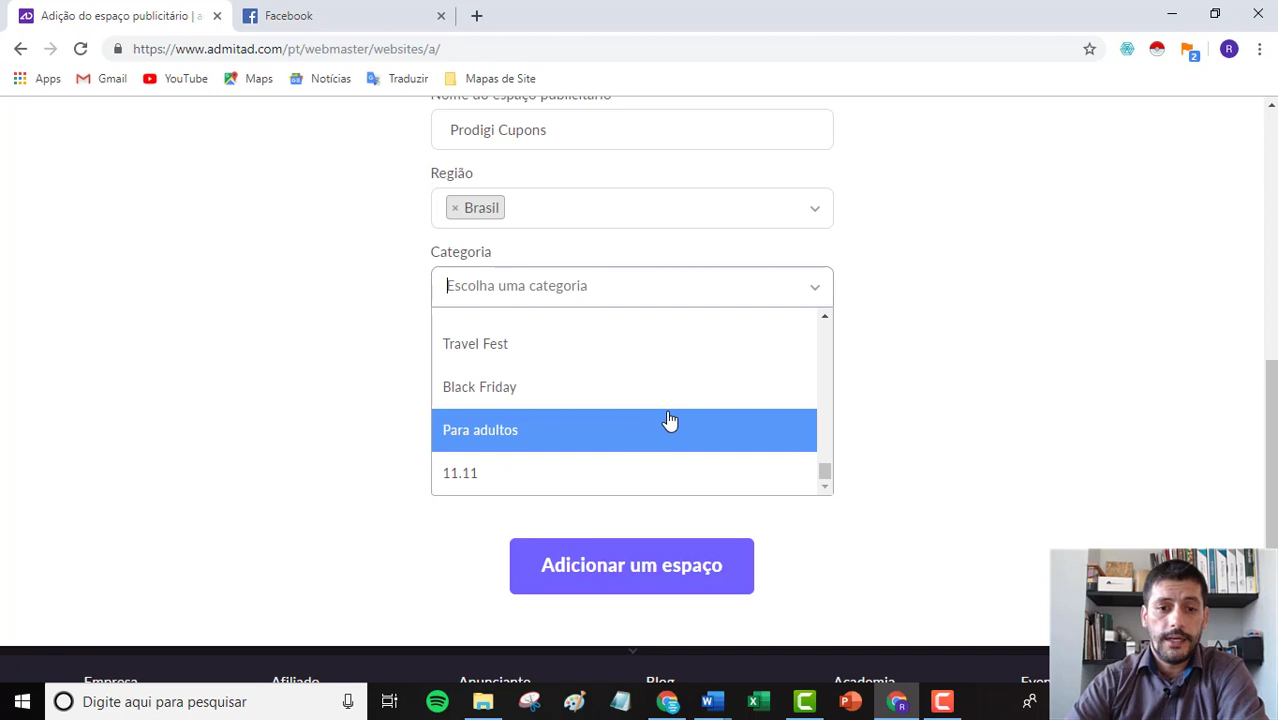 Adição do espaço publicitário | a
Facebook
https://www.admitad.com/pt/webmaster/websites/a/
R
Apps
Gmail
YouTube
Maps
Notícias
Traduzir
Mapas de Site
2
Nome do espaço publicitário
Prodigi Cupons
Região
× Brasil
Categoria
Escolha uma categoria
Travel Fest
Black Friday
Para adultos
11.11
Adicionar um espaço
Empresa
Afiliado
Anunciante
Blog
Academia
Digite aqui para pesquisar